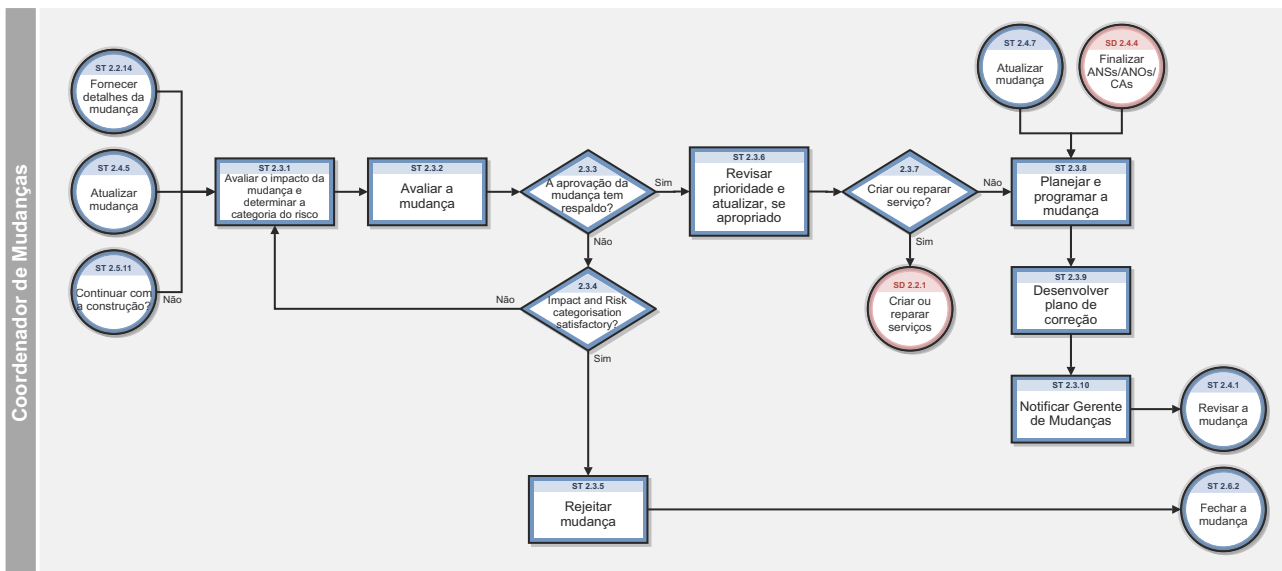 Coordenador de Mudanças
ST 2.2.14
Fornecer
detalhes da
mudança
ST 2.4.5
Atualizar
mudança
ST 2.5.11
Continuar com
a construção?
Não
ST 2.3.1
Avaliar o impacto da
mudança e
determinar a
categoria do risco
ST 2.3.2
Avaliar a
mudança
2.3.3
A aprovação da
mudança tem
respaldo?
Sim
Não
2.3.4
Impact and Risk
categorisation
satisfactory?
Não
Sim
ST 2.3.5
Rejeitar
mudança
ST 2.3.6
Revisar
prioridade e
atualizar, se
apropriado
2.3.7
Criar ou reparar
serviço?
Não
Sim
SD 2.2.1
Criar ou
reparar
serviços
ST 2.4.7
Atualizar
mudança
SD 2.4.4
Finalizar
ANSs/ANOs/
CAs
ST 2.3.8
Planejar e
programar a
mudança
ST 2.3.9
Desenvolver
plano de
correção
ST 2.3.10
Notificar Gerente
de Mudanças
ST 2.4.1
Revisar a
mudança
ST 2.6.2
Fechar a
mudança